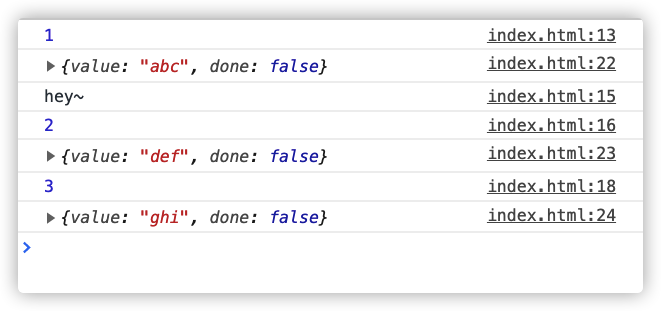 1 index.html:13
▶{value: "abc", done: false} index.html:22
hey~ index.html:15
2 index.html:16
▶{value: "def", done: false} index.html:23
3 index.html:18
▶{value: "ghi", done: false} index.html:24
>